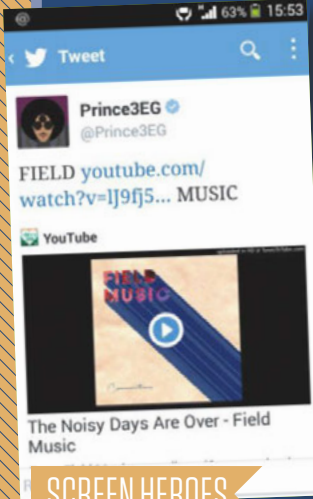 63% 15:53
Tweet
Prince3EG
@Prince3EG
FIELD youtube.com/
watch?v=lJ9fj5... MUSIC
YouTube
FIELD
MUSIC
The Noisy Days Are Over - Field
Music
SCREEN HEROES